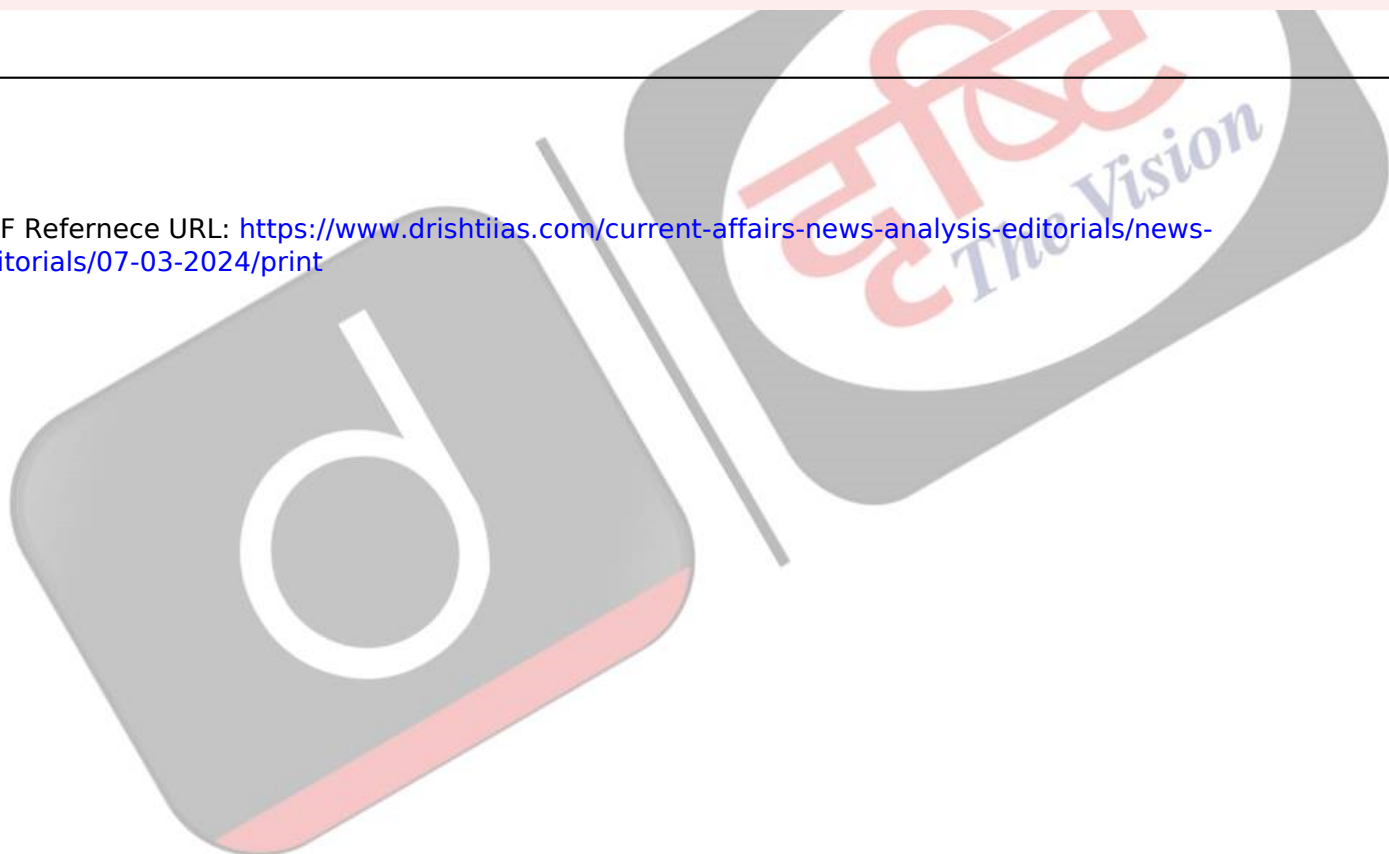 F Refernece URL: https://www.drishtiias.com/current-affairs-news-analysis-editorials/news-
itorials/07-03-2024/print
दृष्टि
The Vision
d